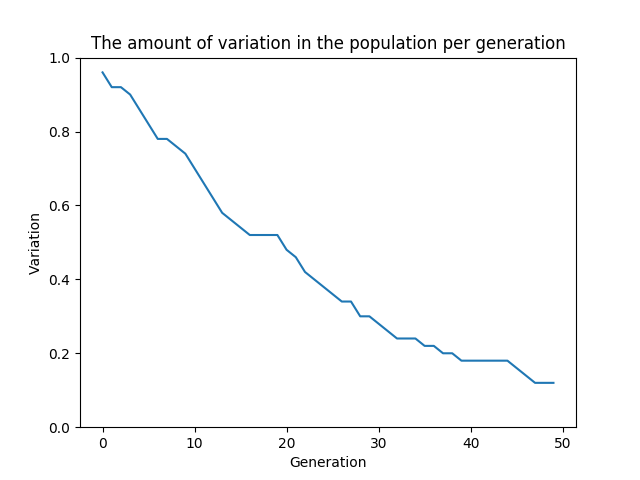 The amount of variation in the population per generation
1.0
0.8
0.6
0.4
0.2
0.0
Variation
0 10 20 30 40 50
Generation